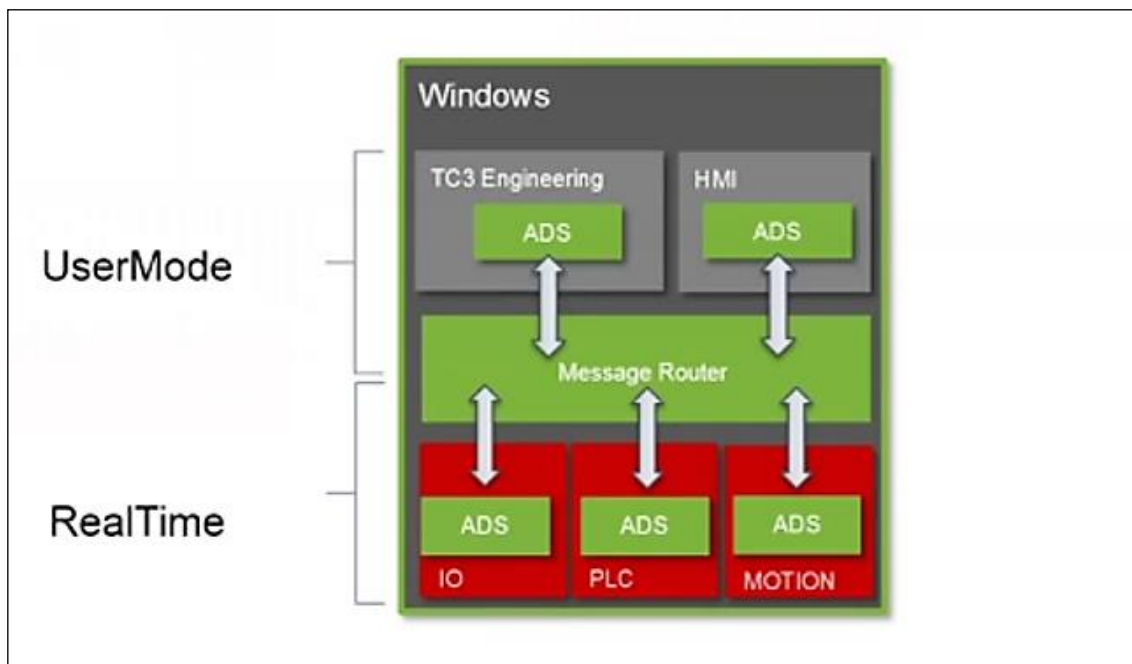 Windows
TC3 Engineering
HMI
ADS
ADS
UserMode
Message Router
RealTime
ADS
ADS
ADS
IO
PLC
MOTION